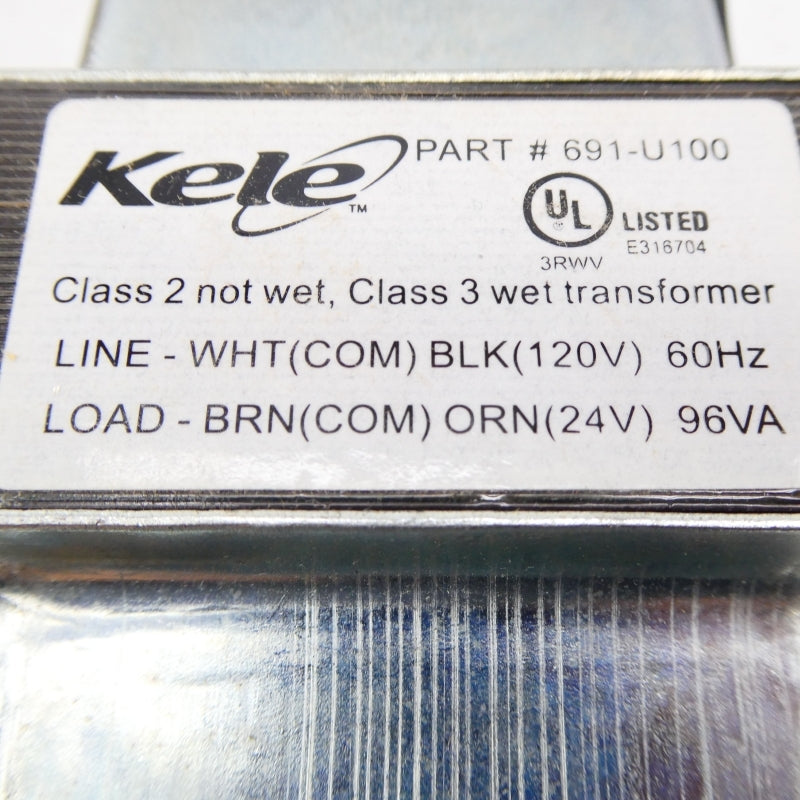 Kele™ PART # 691-U100
UL LISTED
3RWV E316704
Class 2 not wet, Class 3 wet transformer
LINE - WHT(COM) BLK(120V) 60Hz
LOAD - BRN(COM) ORN(24V) 96VA